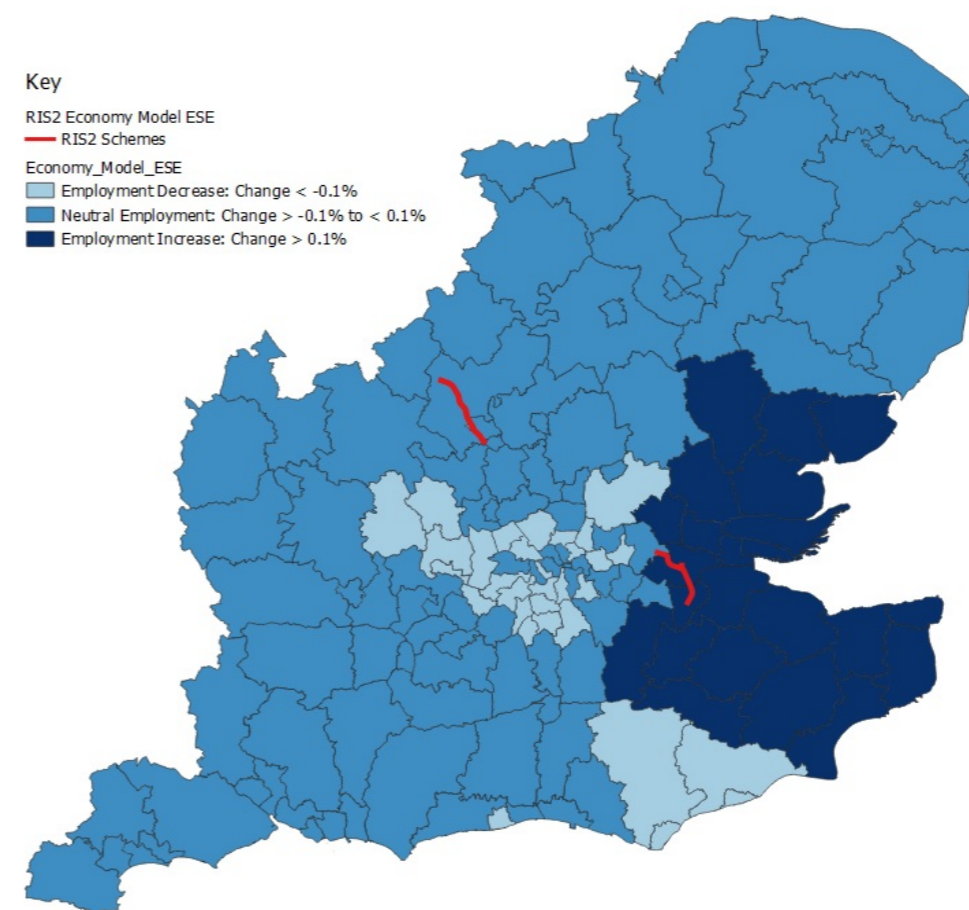 Key
RIS2 Economy Model ESE
RIS2 Schemes
Economy_Model_ESE
Employment Decrease: Change < -0.1%
Neutral Employment: Change > -0.1% to < 0.1%
Employment Increase: Change > 0.1%